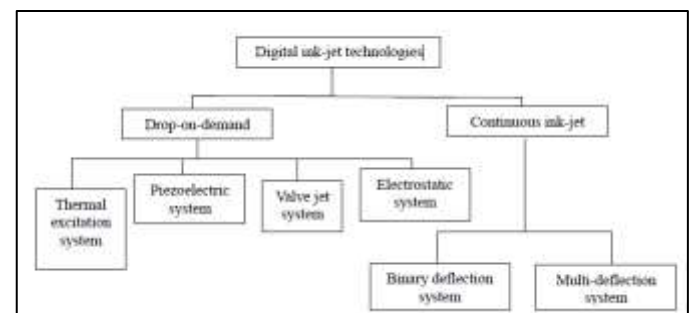 Digital ink-jet technologies
Drop-on-demand
Continuous ink-jet
Thermal
excitation
system
Piezoelectric
system
Valve jet
system
Electrostatic
system
Binary deflection
system
Multi-deflection
system